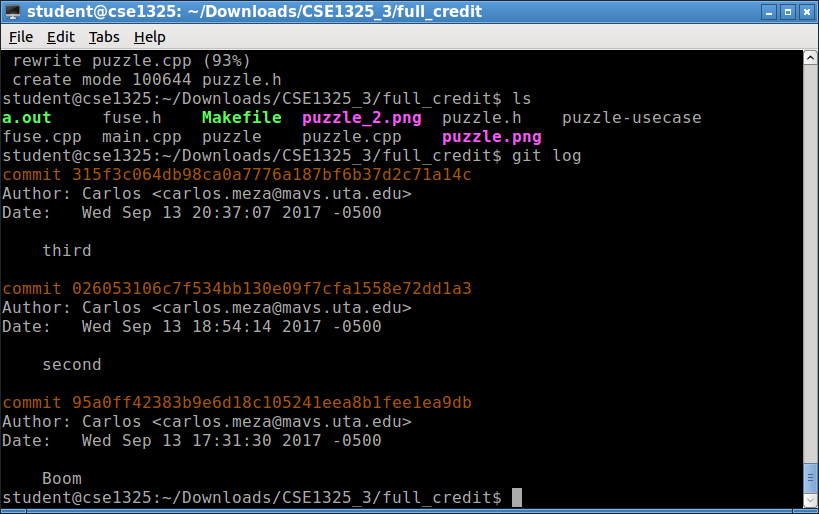 student@cse1325: ~/Downloads/CSE1325_3/full_credit
File Edit Tabs Help
 rewrite puzzle.cpp (93%)
 create mode 100644 puzzle.h
student@cse1325:~/Downloads/CSE1325_3/full_credit$ ls
a.out     fuse.h    Makefile  puzzle_2.png  puzzle.h    puzzle-usecase
fuse.cpp  main.cpp  puzzle    puzzle.cpp    puzzle.png
student@cse1325:~/Downloads/CSE1325_3/full_credit$ git log
commit 315f3c064db98ca0a7776a187bf6b37d2c71a14c
Author: Carlos <carlos.meza@mavs.uta.edu>
Date:   Wed Sep 13 20:37:07 2017 -0500
    third
commit 026053106c7f534bb130e09f7cfa1558e72dd1a3
Author: Carlos <carlos.meza@mavs.uta.edu>
Date:   Wed Sep 13 18:54:14 2017 -0500
    second
commit 95a0ff42383b9e6d18c105241eea8b1fee1ea9db
Author: Carlos <carlos.meza@mavs.uta.edu>
Date:   Wed Sep 13 17:31:30 2017 -0500
    Boom
student@cse1325:~/Downloads/CSE1325_3/full_credit$